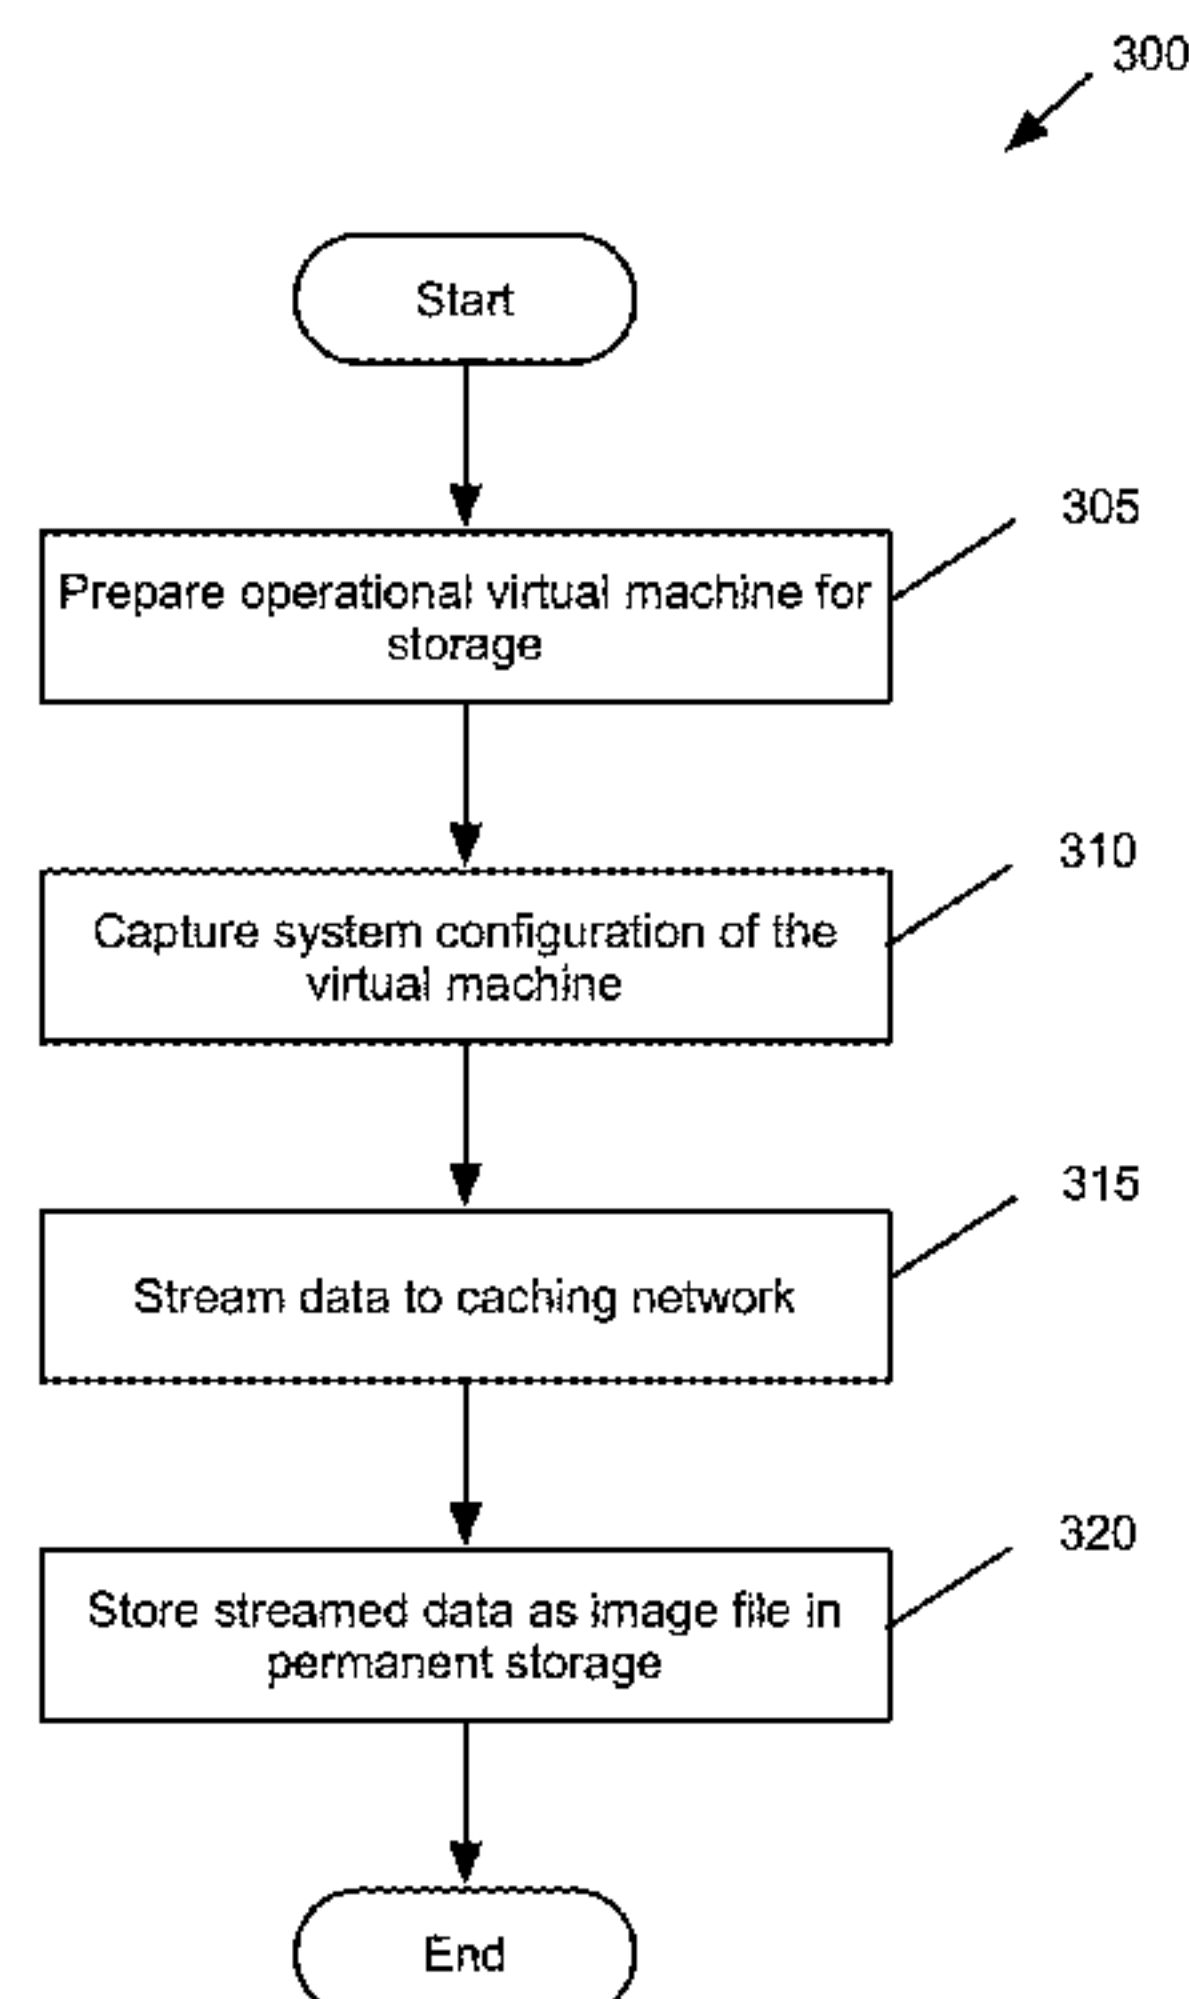 300
Start
305
Prepare operational virtual machine for
storage
310
Capture system configuration of the
virtual machine
315
Stream data to caching network
320
Store streamed data as image file in
permanent storage
End